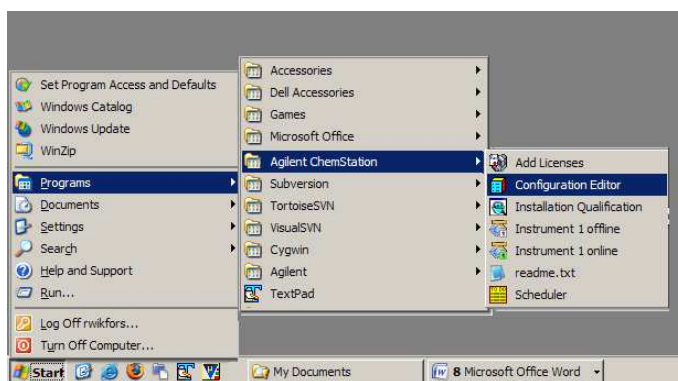 Set Program Access and Defaults
Windows Catalog
Windows Update
WinZip
Programs
Documents
Settings
Search
Help and Support
Run...
Log Off rwikfors...
Turn Off Computer...
Accessories
Dell Accessories
Games
Microsoft Office
Agilent ChemStation
Subversion
TortoiseSVN
VisualSVN
Cygwin
Agilent
TextPad
Add Licenses
Configuration Editor
Installation Qualification
Instrument 1 offline
Instrument 1 online
readme.txt
Scheduler
Start
My Documents
8 Microsoft Office Word